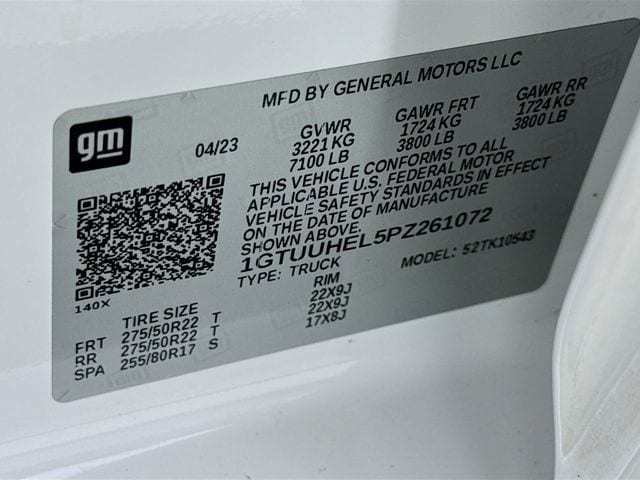 MFD BY GENERAL MOTORS LLC
gm
04/23
GVWR GAWR FRT GAWR RR
3221 KG 1724 KG 1724 KG
7100 LB 3800 LB 3800 LB
THIS VEHICLE CONFORMS TO ALL
APPLICABLE U.S. FEDERAL MOTOR
VEHICLE SAFETY STANDARDS IN EFFECT
ON THE DATE OF MANUFACTURE
SHOWN ABOVE.
1GTUUHEL5PZ261072
TYPE: TRUCK MODEL: 52TK10543
140X
TIRE SIZE RIM
FRT 275/50R22 T 22X9J
RR 275/50R22 T 22X9J
SPA 255/80R17 S 17X8J